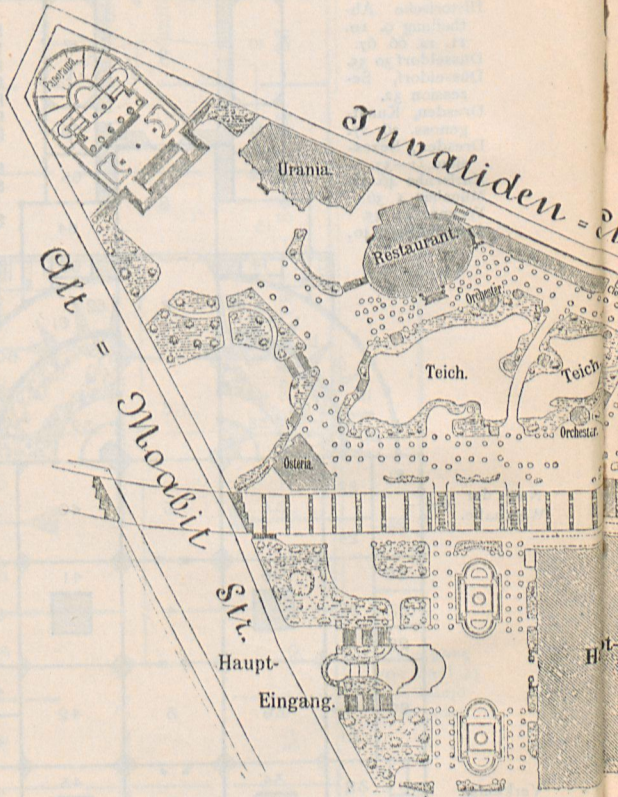 Panorama.
Invaliden =
Urania.
Restaurant.
Orchester
Alt = Moabit Str.
Teich.
Teich
Orchester.
Osteria.
Haupt-
Eingang.